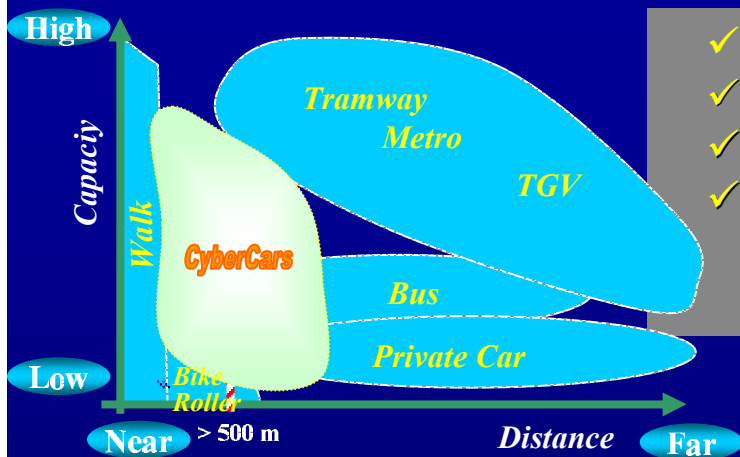 High
Tramway
Metro
Capaciy
TGV
Walk
CyberCars
Bus
Private Car
Low
Bike
Roller
Near
> 500 m
Distance
Far